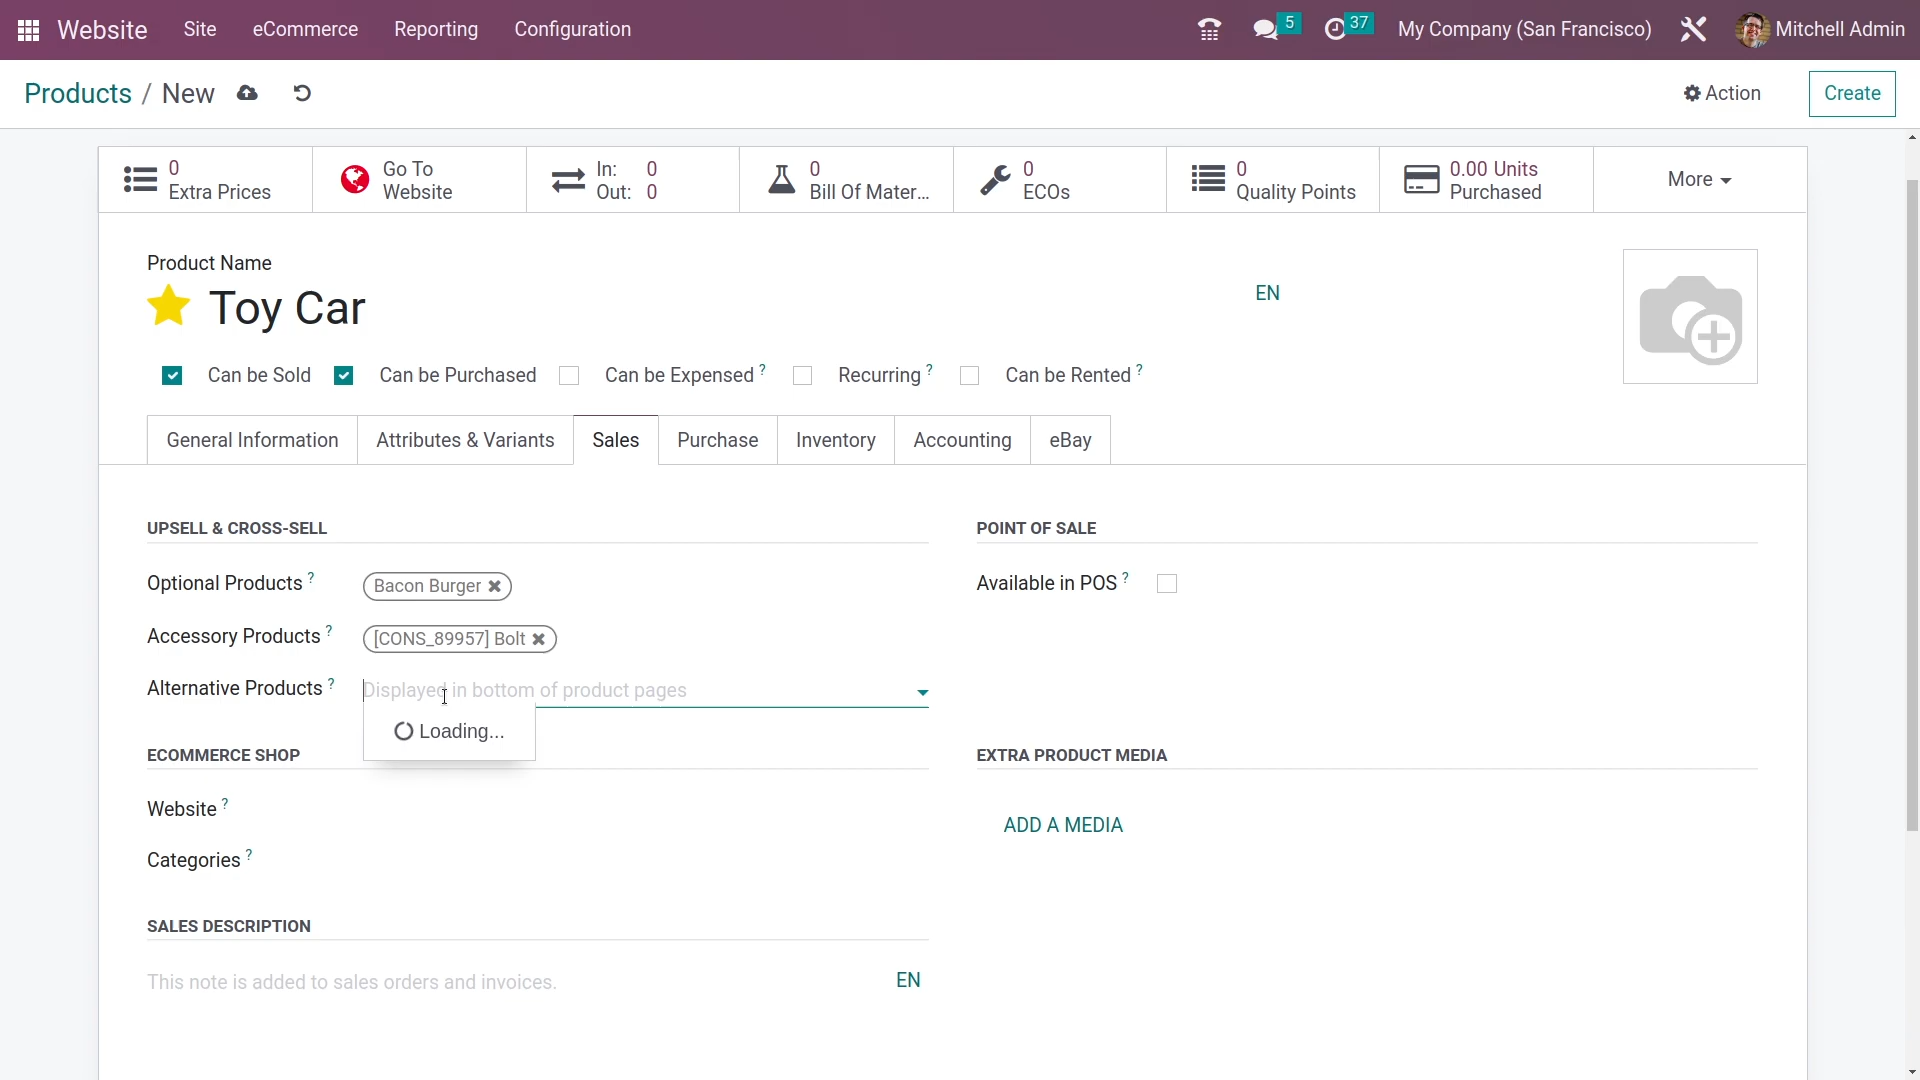 Website Site eCommerce Reporting Configuration 5 37 My Company (San Francisco) Mitchell Admin
Products / New Action Create
0 Extra Prices
Go To Website
In: 0
Out: 0
0 Bill Of Mater...
0 ECOs
0 Quality Points
0.00 Units Purchased
More
Product Name
Toy Car EN
Can be Sold Can be Purchased Can be Expensed ? Recurring ? Can be Rented ?
General Information Attributes & Variants Sales Purchase Inventory Accounting eBay
UPSELL & CROSS-SELL
Optional Products ? Bacon Burger
Accessory Products ? [CONS_89957] Bolt
Alternative Products ? Displayed in bottom of product pages
Loading...
POINT OF SALE
Available in POS ?
ECOMMERCE SHOP
Website ?
Categories ?
EXTRA PRODUCT MEDIA
ADD A MEDIA
SALES DESCRIPTION
This note is added to sales orders and invoices. EN